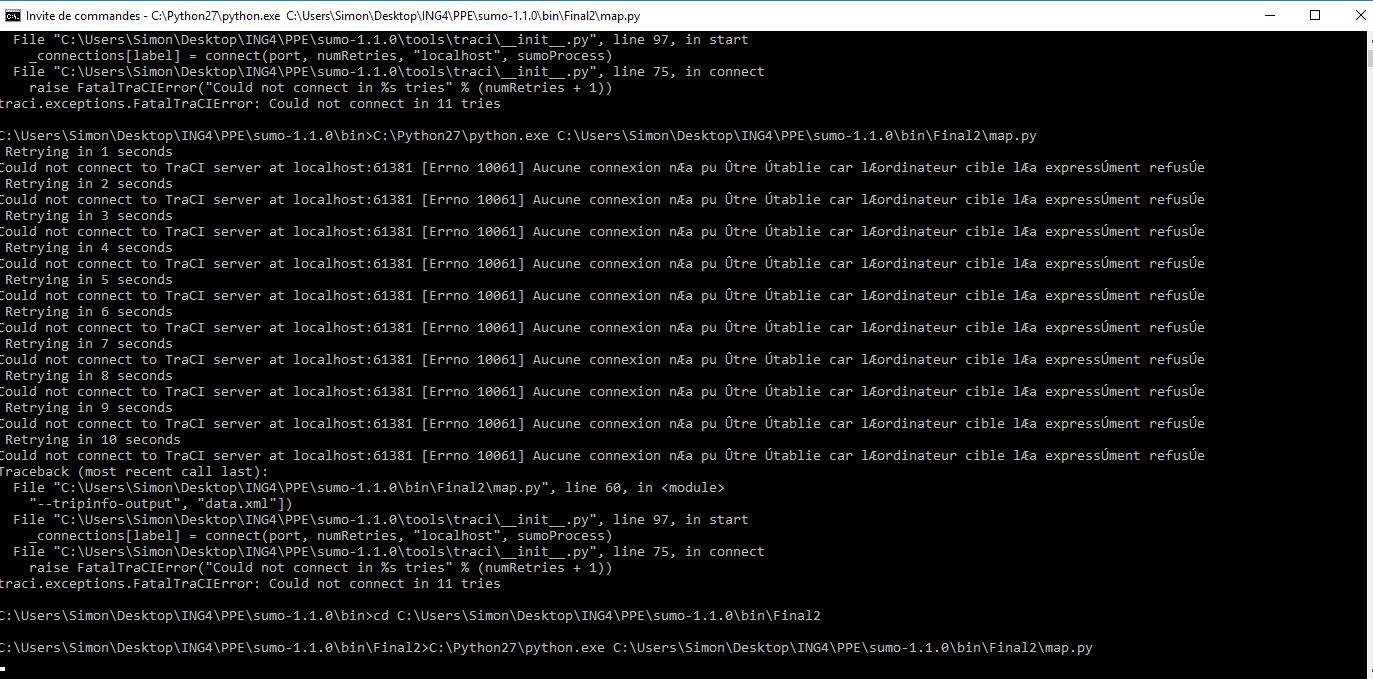 Invite de commandes - C:\Python27\python.exe C:\Users\Simon\Desktop\ING4\PPE\sumo-1.1.0\bin\Final2\map.py
File "C:\Users\Simon\Desktop\ING4\PPE\sumo-1.1.0\tools\traci\__init__.py", line 97, in start
_connections[label] = connect(port, numRetries, "localhost", sumoProcess)
File "C:\Users\Simon\Desktop\ING4\PPE\sumo-1.1.0\tools\traci\__init__.py", line 75, in connect
raise FatalTraCIError("Could not connect in %s tries" % (numRetries + 1))
traci.exceptions.FatalTraCIError: Could not connect in 11 tries
C:\Users\Simon\Desktop\ING4\PPE\sumo-1.1.0\bin>C:\Python27\python.exe C:\Users\Simon\Desktop\ING4\PPE\sumo-1.1.0\bin\Final2\map.py
Retrying in 1 seconds
Could not connect to TraCI server at localhost:61381 [Errno 10061] Aucune connexion nÆa pu Ûtre Útablie car lÆordinateur cible lÆa expressÚment refusÚe
Retrying in 2 seconds
Could not connect to TraCI server at localhost:61381 [Errno 10061] Aucune connexion nÆa pu Ûtre Útablie car lÆordinateur cible lÆa expressÚment refusÚe
Retrying in 3 seconds
Could not connect to TraCI server at localhost:61381 [Errno 10061] Aucune connexion nÆa pu Ûtre Útablie car lÆordinateur cible lÆa expressÚment refusÚe
Retrying in 4 seconds
Could not connect to TraCI server at localhost:61381 [Errno 10061] Aucune connexion nÆa pu Ûtre Útablie car lÆordinateur cible lÆa expressÚment refusÚe
Retrying in 5 seconds
Could not connect to TraCI server at localhost:61381 [Errno 10061] Aucune connexion nÆa pu Ûtre Útablie car lÆordinateur cible lÆa expressÚment refusÚe
Retrying in 6 seconds
Could not connect to TraCI server at localhost:61381 [Errno 10061] Aucune connexion nÆa pu Ûtre Útablie car lÆordinateur cible lÆa expressÚment refusÚe
Retrying in 7 seconds
Could not connect to TraCI server at localhost:61381 [Errno 10061] Aucune connexion nÆa pu Ûtre Útablie car lÆordinateur cible lÆa expressÚment refusÚe
Retrying in 8 seconds
Could not connect to TraCI server at localhost:61381 [Errno 10061] Aucune connexion nÆa pu Ûtre Útablie car lÆordinateur cible lÆa expressÚment refusÚe
Retrying in 9 seconds
Could not connect to TraCI server at localhost:61381 [Errno 10061] Aucune connexion nÆa pu Ûtre Útablie car lÆordinateur cible lÆa expressÚment refusÚe
Retrying in 10 seconds
Could not connect to TraCI server at localhost:61381 [Errno 10061] Aucune connexion nÆa pu Ûtre Útablie car lÆordinateur cible lÆa expressÚment refusÚe
Traceback (most recent call last):
File "C:\Users\Simon\Desktop\ING4\PPE\sumo-1.1.0\bin\Final2\map.py", line 60, in <module>
"--tripinfo-output", "data.xml"])
File "C:\Users\Simon\Desktop\ING4\PPE\sumo-1.1.0\tools\traci\__init__.py", line 97, in start
_connections[label] = connect(port, numRetries, "localhost", sumoProcess)
File "C:\Users\Simon\Desktop\ING4\PPE\sumo-1.1.0\tools\traci\__init__.py", line 75, in connect
raise FatalTraCIError("Could not connect in %s tries" % (numRetries + 1))
traci.exceptions.FatalTraCIError: Could not connect in 11 tries
C:\Users\Simon\Desktop\ING4\PPE\sumo-1.1.0\bin>cd C:\Users\Simon\Desktop\ING4\PPE\sumo-1.1.0\bin\Final2
C:\Users\Simon\Desktop\ING4\PPE\sumo-1.1.0\bin\Final2>C:\Python27\python.exe C:\Users\Simon\Desktop\ING4\PPE\sumo-1.1.0\bin\Final2\map.py